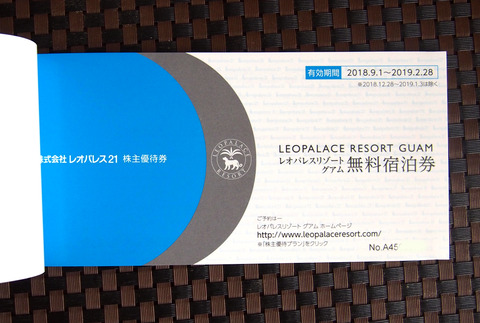 有効期間 2018.9.1～2019.2.28
※2018.12.28～2019.1.3は除く
LEOPALACE RESORT
LEOPALACE RESORT GUAM
レオパレスリゾート
グアム 無料宿泊券
式会社 レオパレス21 株主優待券
ご予約は―
レオパレスリゾート グアム ホームページ
http://www.leopalaceresort.com/
※「株主優待プラン」をクリック
No.A45